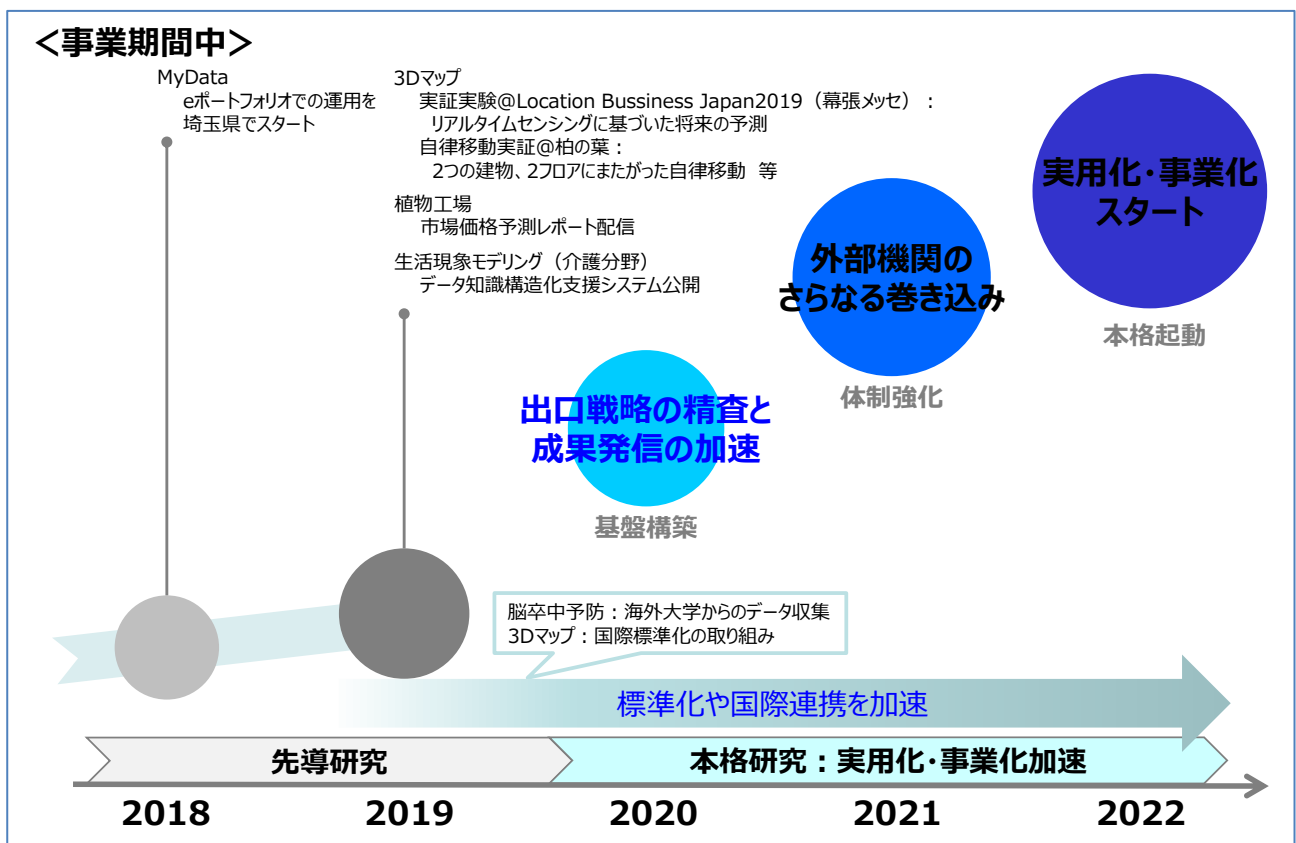 ＜事業期間中＞
MyData
eポートフォリオでの運用を
埼玉県でスタート
3Dマップ
実証実験@Location Bussiness Japan2019（幕張メッセ）：
リアルタイムセンシングに基づいた将来の予測
自律移動実証@柏の葉：
2つの建物、2フロアにまたがった自律移動 等
植物工場
市場価格予測レポート配信
生活現象モデリング（介護分野）
データ知識構造化支援システム公開
実用化・事業化
スタート
本格起動
外部機関の
さらなる巻き込み
体制強化
出口戦略の精査と
成果発信の加速
基盤構築
脳卒中予防：海外大学からのデータ収集
3Dマップ：国際標準化の取り組み
標準化や国際連携を加速
先導研究
本格研究：実用化・事業化加速
2018
2019
2020
2021
2022